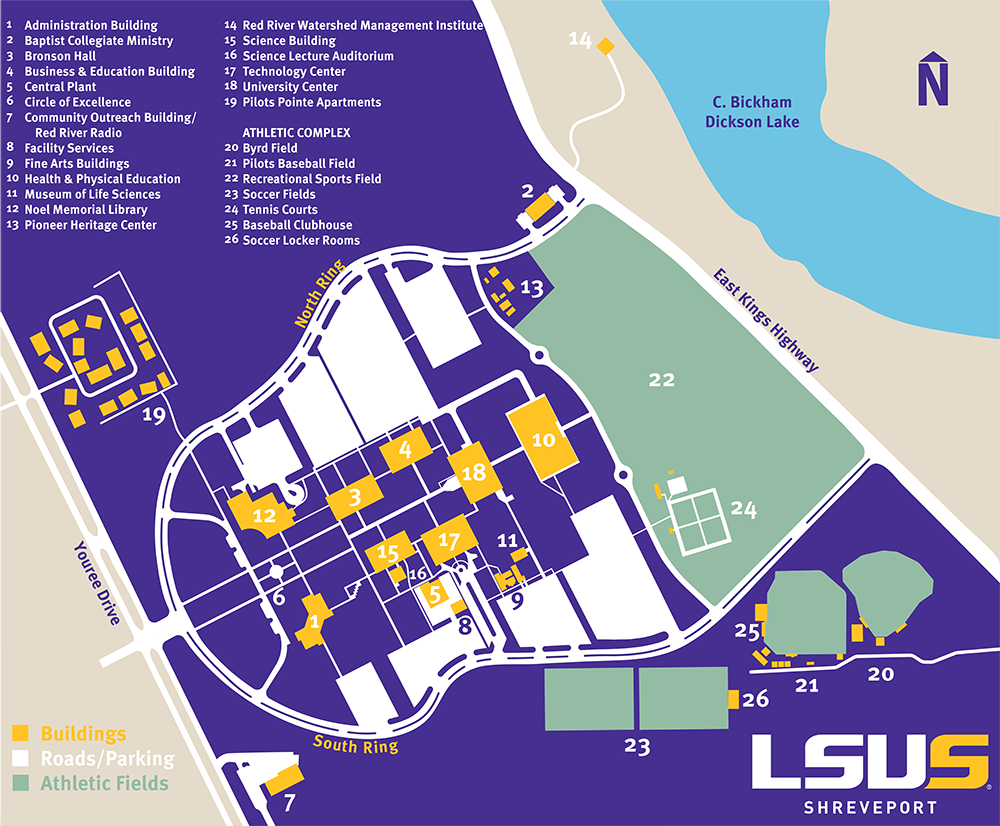 1 Administration Building
2 Baptist Collegiate Ministry
3 Bronson Hall
4 Business & Education Building
5 Central Plant
6 Circle of Excellence
7 Community Outreach Building/
Red River Radio
8 Facility Services
9 Fine Arts Buildings
10 Health & Physical Education
11 Museum of Life Sciences
12 Noel Memorial Library
13 Pioneer Heritage Center
14 Red River Watershed Management Institute
15 Science Building
16 Science Lecture Auditorium
17 Technology Center
18 University Center
19 Pilots Pointe Apartments
ATHLETIC COMPLEX
20 Byrd Field
21 Pilots Baseball Field
22 Recreational Sports Field
23 Soccer Fields
24 Tennis Courts
25 Baseball Clubhouse
26 Soccer Locker Rooms
14
N
C. Bickham
Dickson Lake
2
North Ring
13
East Kings Highway
22
19
4
10
18
3
12
24
17
15
11
16
5
6
9
Youree Drive
1
8
25
20
21
26
South Ring
23
7
Buildings
Roads/Parking
Athletic Fields
LSUS®
SHREVEPORT